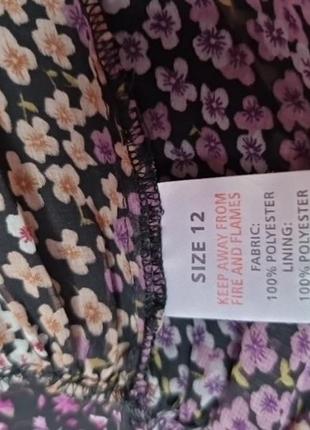 SIZE 12
KEEP AWAY FROM
FIRE AND FLAMES
FABRIC:
100% POLYESTER
LINING:
100% POLYESTER